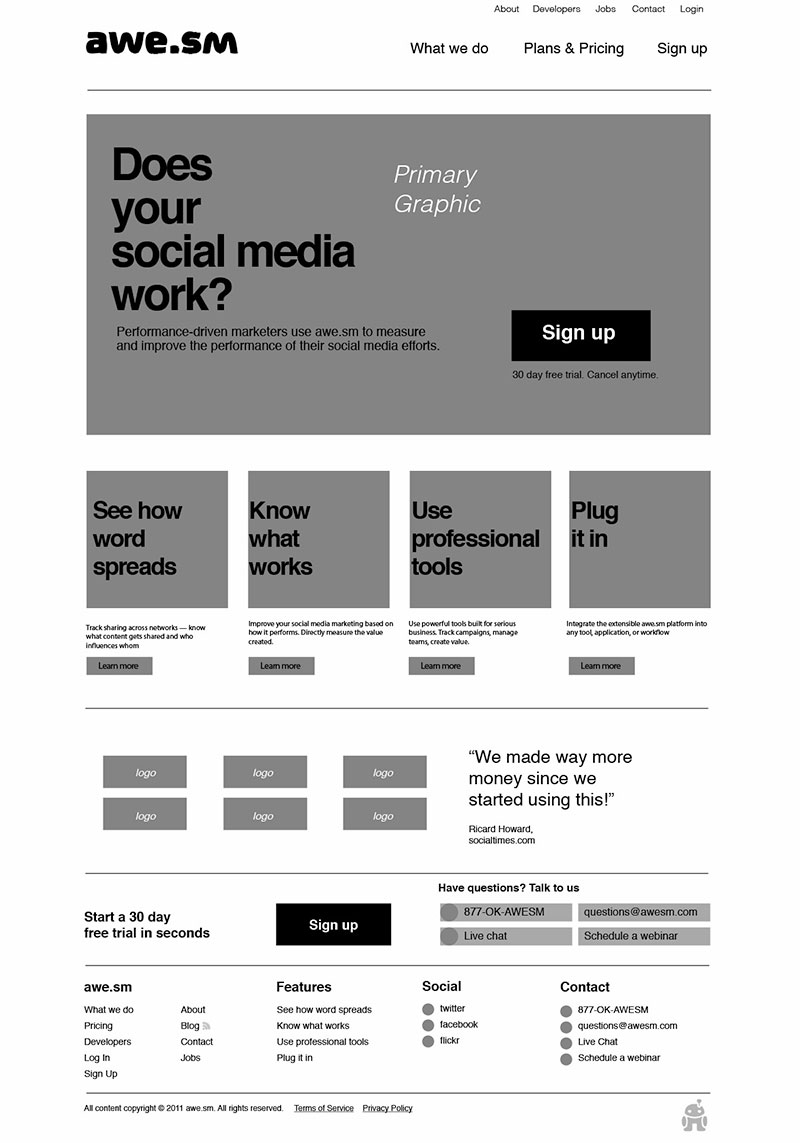 About Developers Jobs Contact Login
awe.sm
What we do Plans & Pricing Sign up
Does
your
social media
work?
Performance-driven marketers use awe.sm to measure
and improve the performance of their social media efforts.
Primary
Graphic
Sign up
30 day free trial. Cancel anytime.
See how
word
spreads
Track sharing across networks — know
what content gets shared and who
influences whom
Learn more
Know
what
works
Improve your social media marketing based on
how it performs. Directly measure the value
created.
Learn more
Use
professional
tools
Use powerful tools built for serious
business. Track campaigns, manage
teams, create value.
Learn more
Plug
it in
Integrate the extensible awe.sm platform into
any tool, application, or workflow
Learn more
logo logo logo
logo logo logo
“We made way more
money since we
started using this!”
Ricard Howard,
socialtimes.com
Start a 30 day
free trial in seconds
Sign up
Have questions? Talk to us
877-OK-AWESM questions@awesm.com
Live chat Schedule a webinar
awe.sm
What we do
Pricing
Developers
Log In
Sign Up
About
Blog
Contact
Jobs
Features
See how word spreads
Know what works
Use professional tools
Plug it in
Social
twitter
facebook
flickr
Contact
877-OK-AWESM
questions@awesm.com
Live Chat
Schedule a webinar
All content copyright © 2011 awe.sm. All rights reserved. Terms of Service Privacy Policy